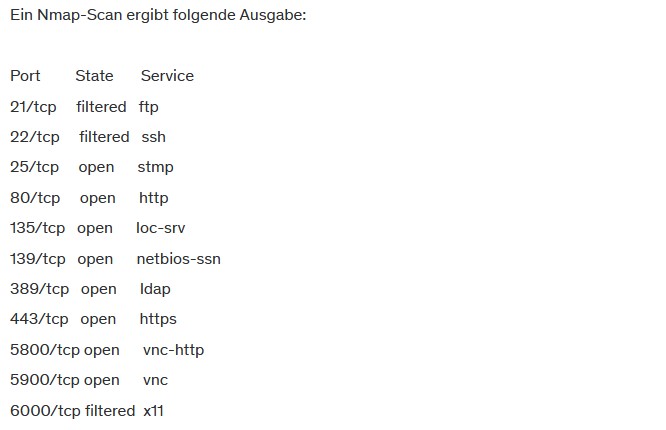 Ein Nmap-Scan ergibt folgende Ausgabe:
Port State Service
21/tcp filtered ftp
22/tcp filtered ssh
25/tcp open stmp
80/tcp open http
135/tcp open loc-srv
139/tcp open netbios-ssn
389/tcp open ldap
443/tcp open https
5800/tcp open vnc-http
5900/tcp open vnc
6000/tcp filtered x11